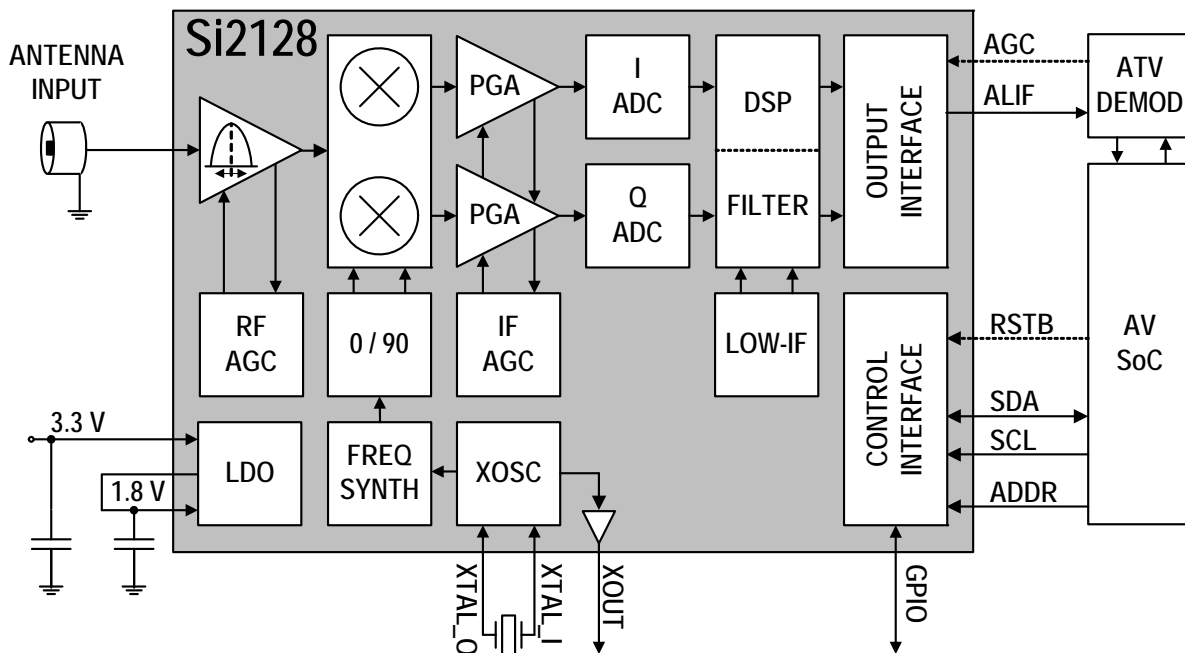 Si2128
ANTENNA
INPUT
PGA
I
ADC
DSP
OUTPUT
INTERFACE
AGC
ALIF
ATV
DEMOD
PGA
Q
ADC
FILTER
RF
AGC
0 / 90
IF
AGC
LOW-IF
CONTROL
INTERFACE
RSTB
SDA
SCL
ADDR
AV
SoC
3.3 V
1.8 V
LDO
FREQ
SYNTH
XOSC
XTAL_O
XTAL_I
XOUT
GPIO